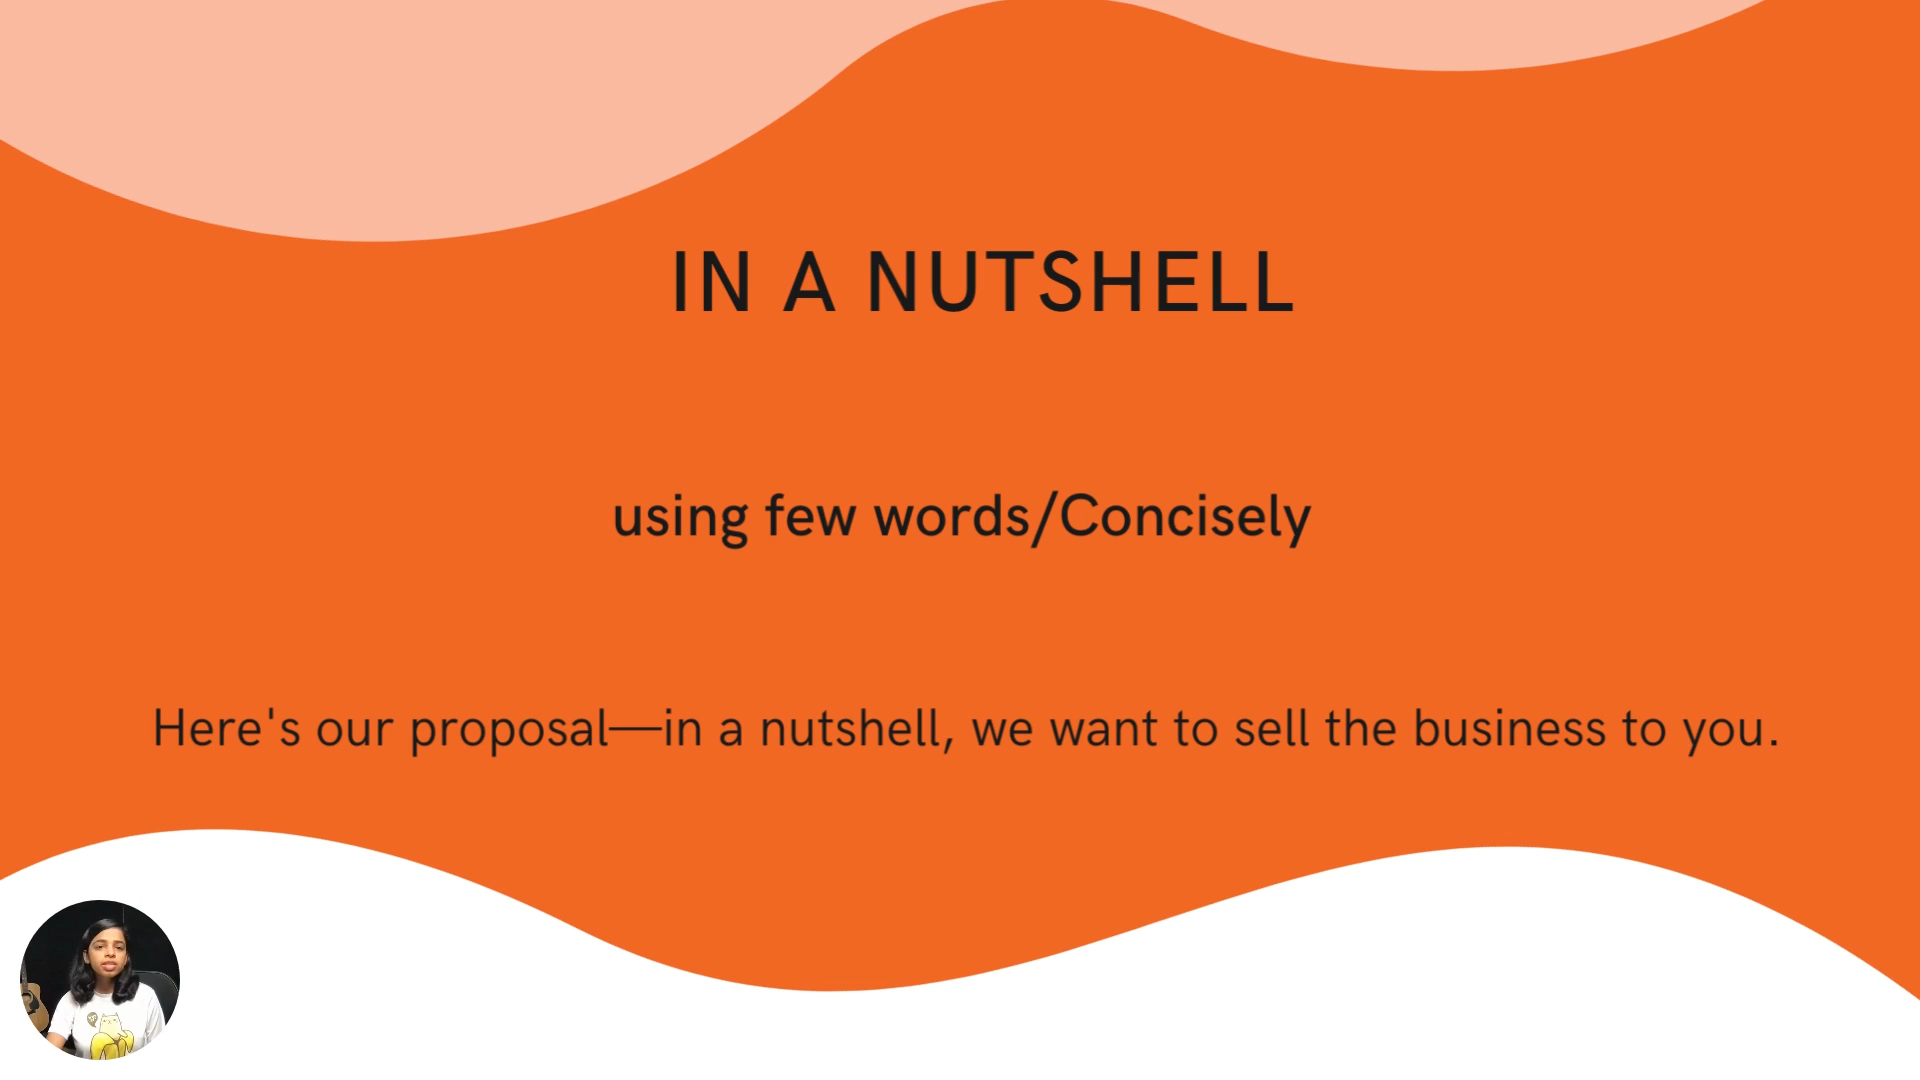 IN A NUTSHELL
using few words/Concisely
Here's our proposal—in a nutshell, we want to sell the business to you.